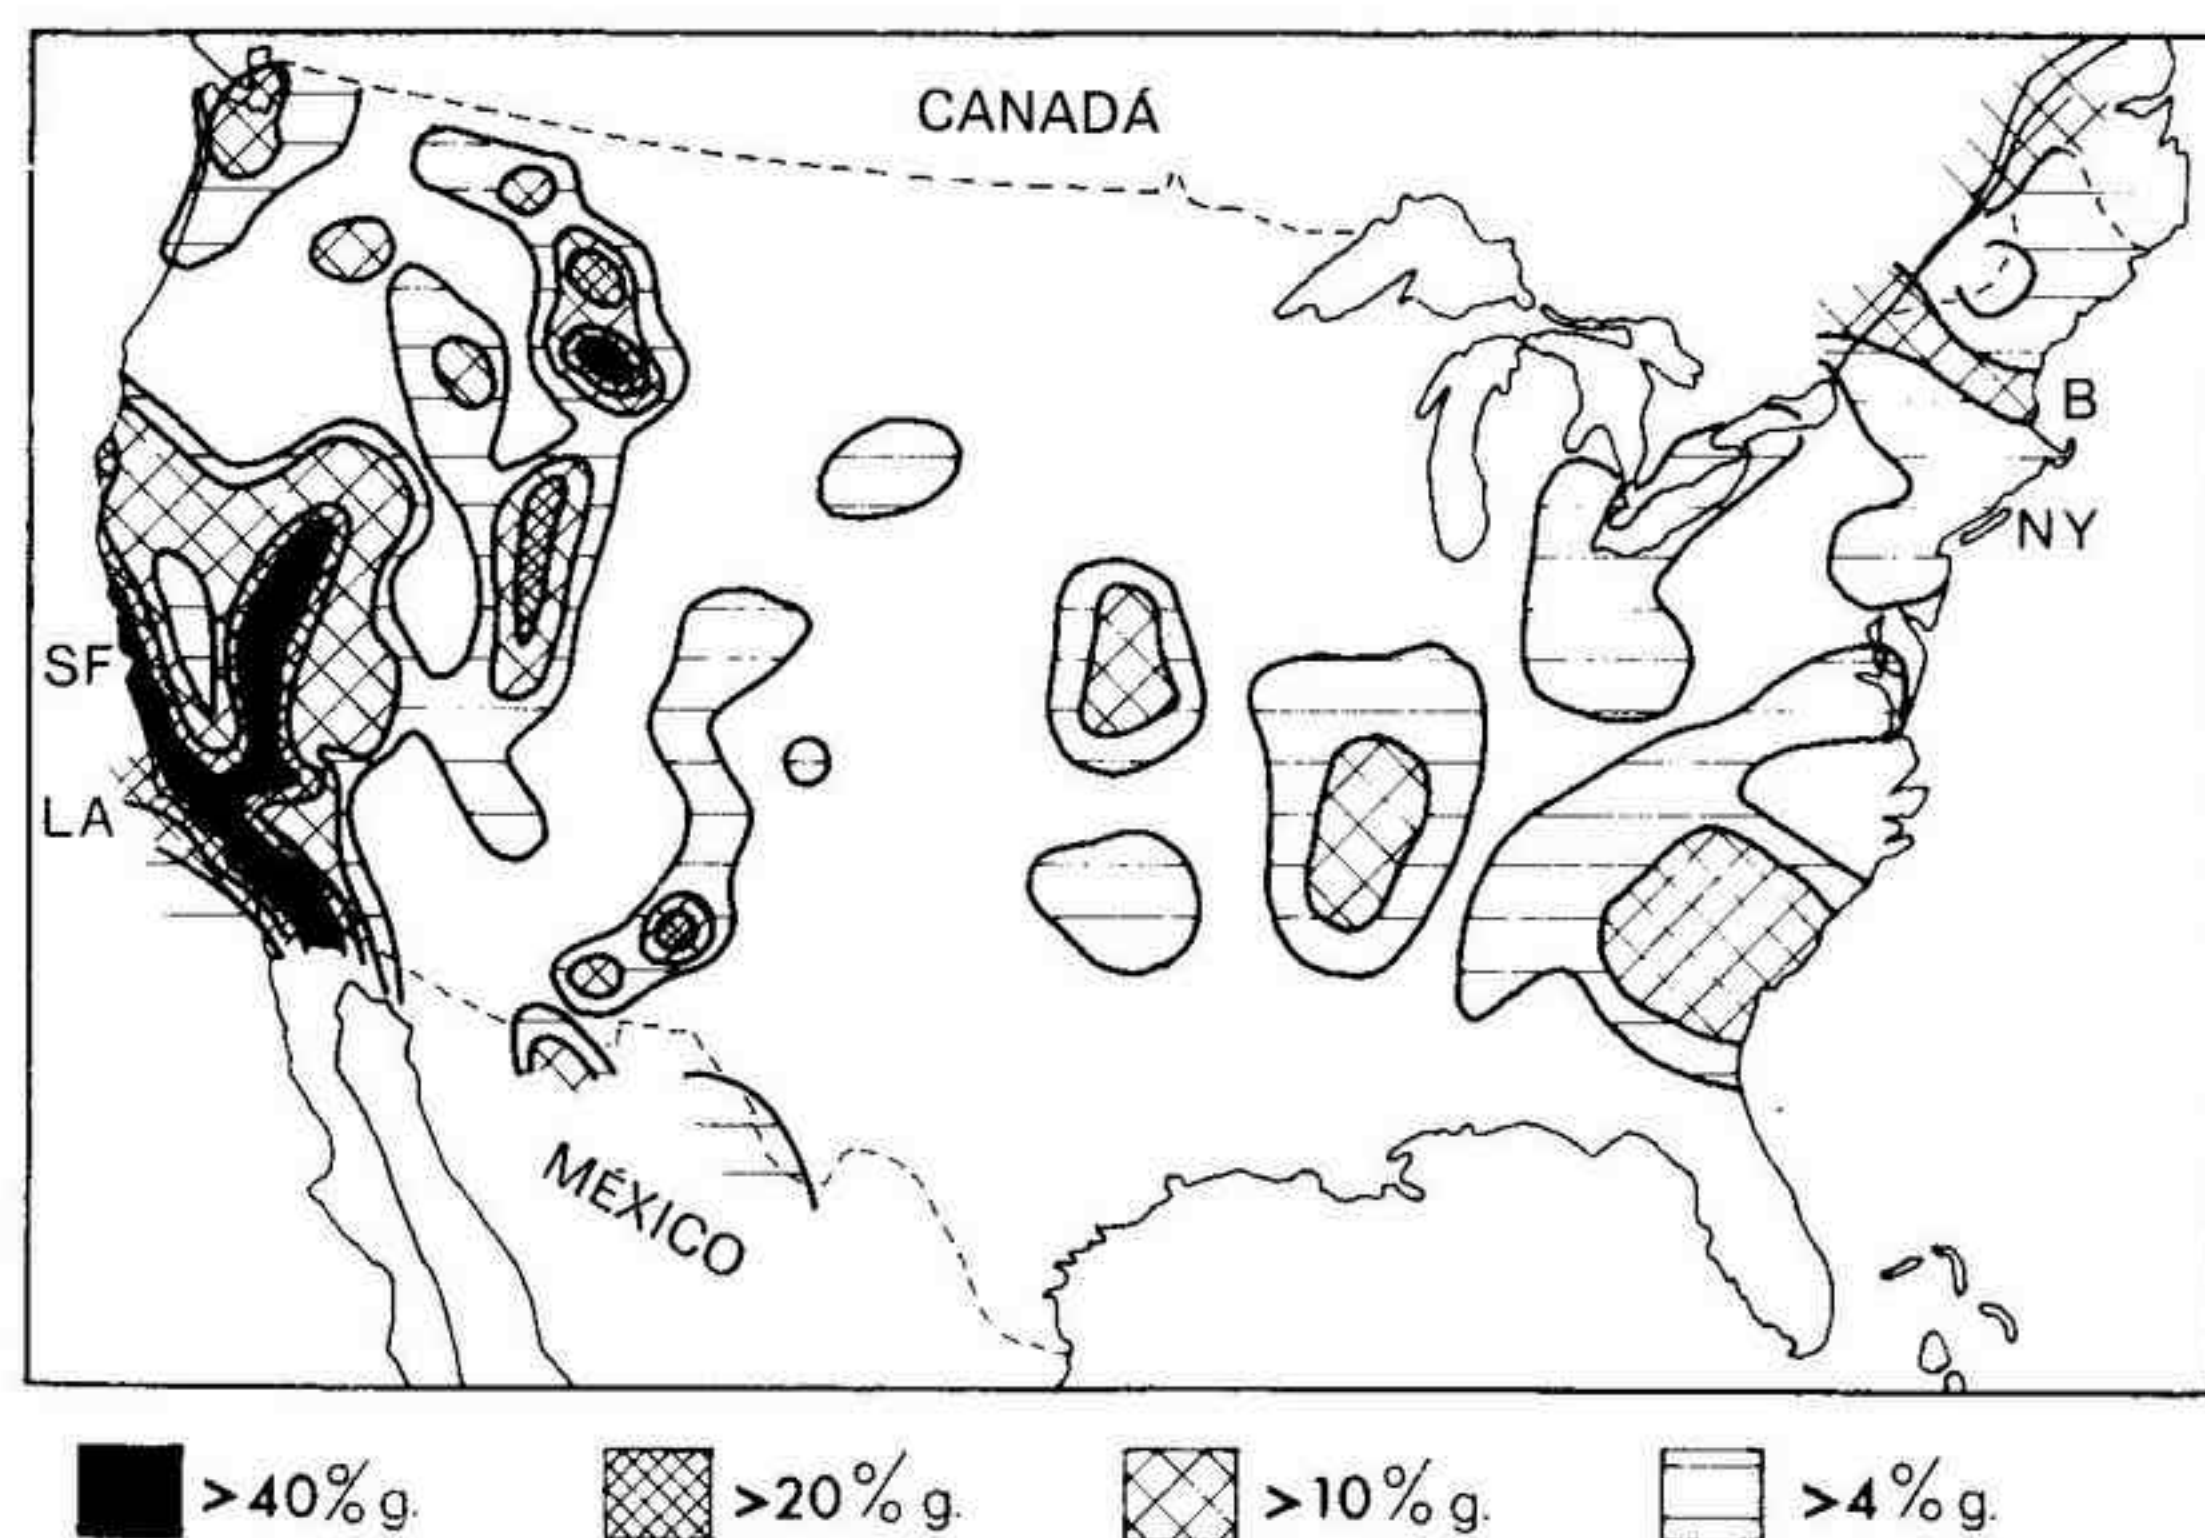 CANADÁ
B
NY
SF
LA
MÉXICO
>40% g. >20% g. >10% g. >4% g.